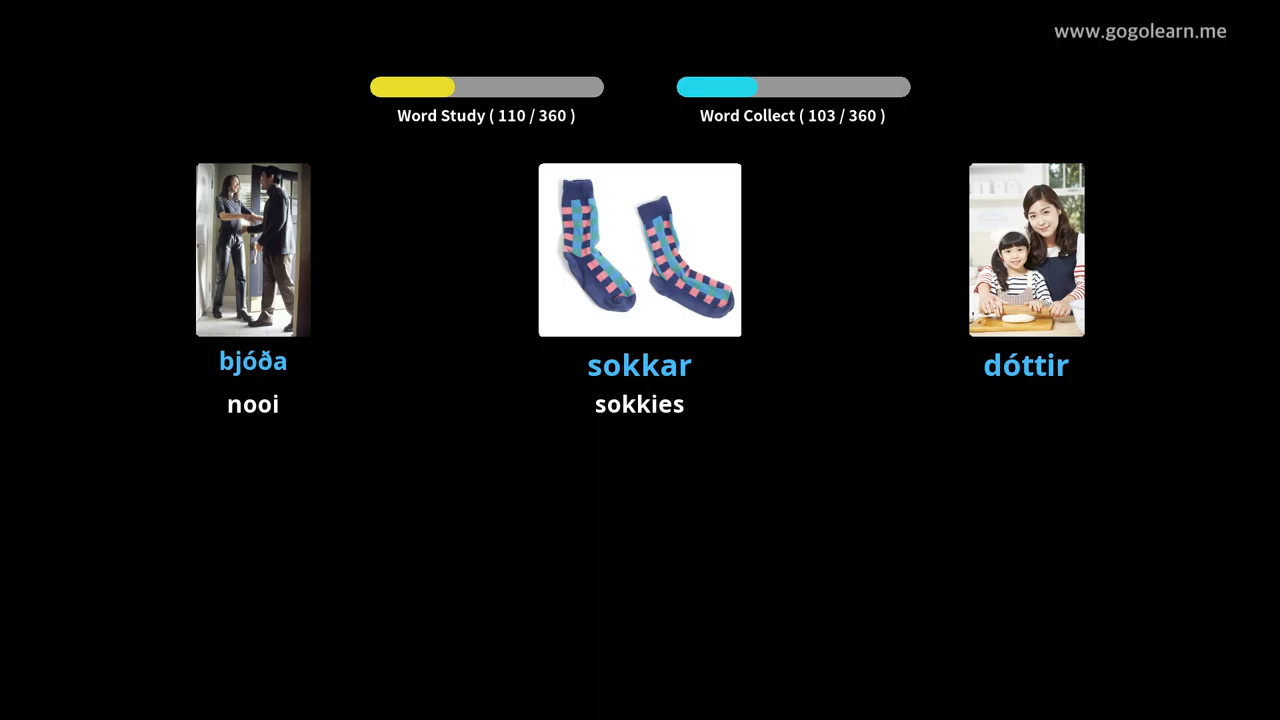 www.gogolearn.me
Word Study ( 110 / 360 )
Word Collect ( 103 / 360 )
bjóða
sokkar
dóttir
nooi
sokkies